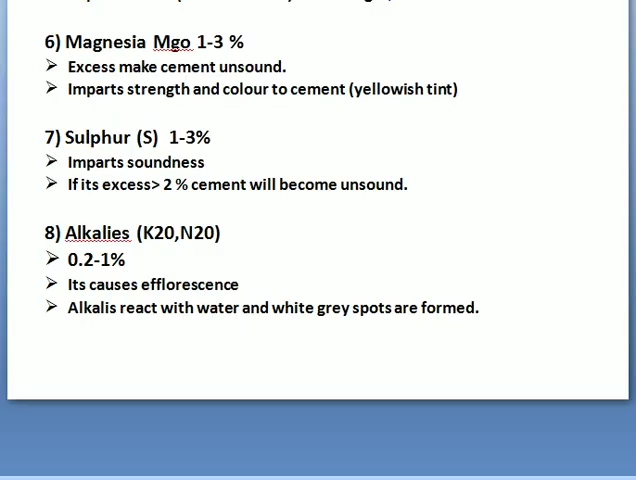 6) Magnesia Mgo 1-3 %
➢ Excess make cement unsound.
➢ Imparts strength and colour to cement (yellowish tint)
7) Sulphur (S) 1-3%
➢ Imparts soundness
➢ If its excess> 2 % cement will become unsound.
8) Alkalies (K20,N20)
➢ 0.2-1%
➢ Its causes efflorescence
➢ Alkalis react with water and white grey spots are formed.